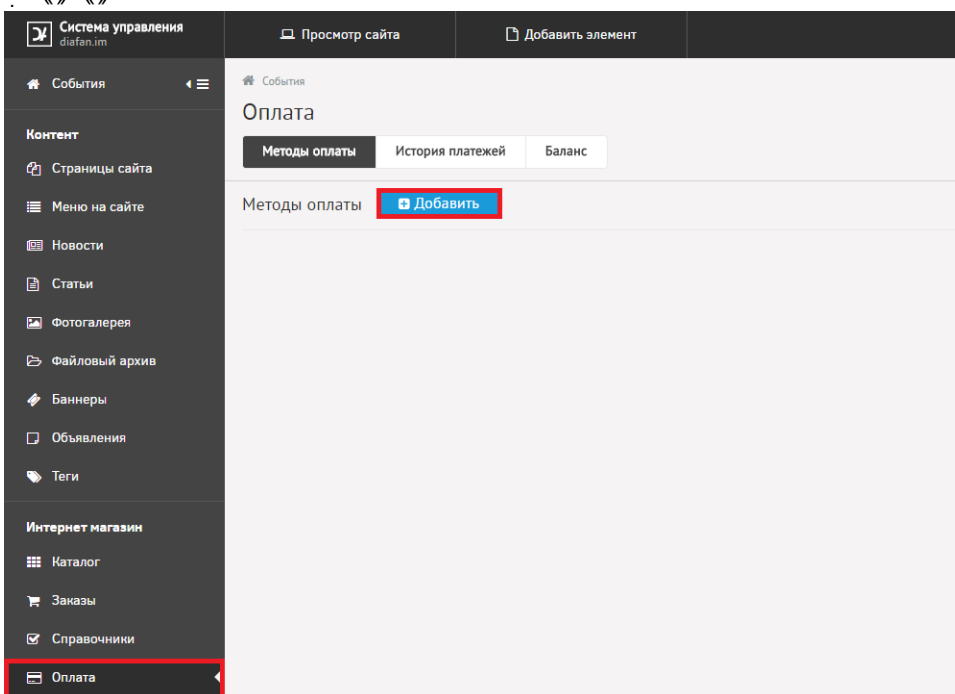 . «» «»
Система управления
diafan.im
Просмотр сайта
Добавить элемент
События
События
Оплата
Контент
Методы оплаты
История платежей
Баланс
Страницы сайта
Меню на сайте
Методы оплаты
Добавить
Новости
Статьи
Фотогалерея
Файловый архив
Баннеры
Объявления
Теги
Интернет магазин
Каталог
Заказы
Справочники
Оплата